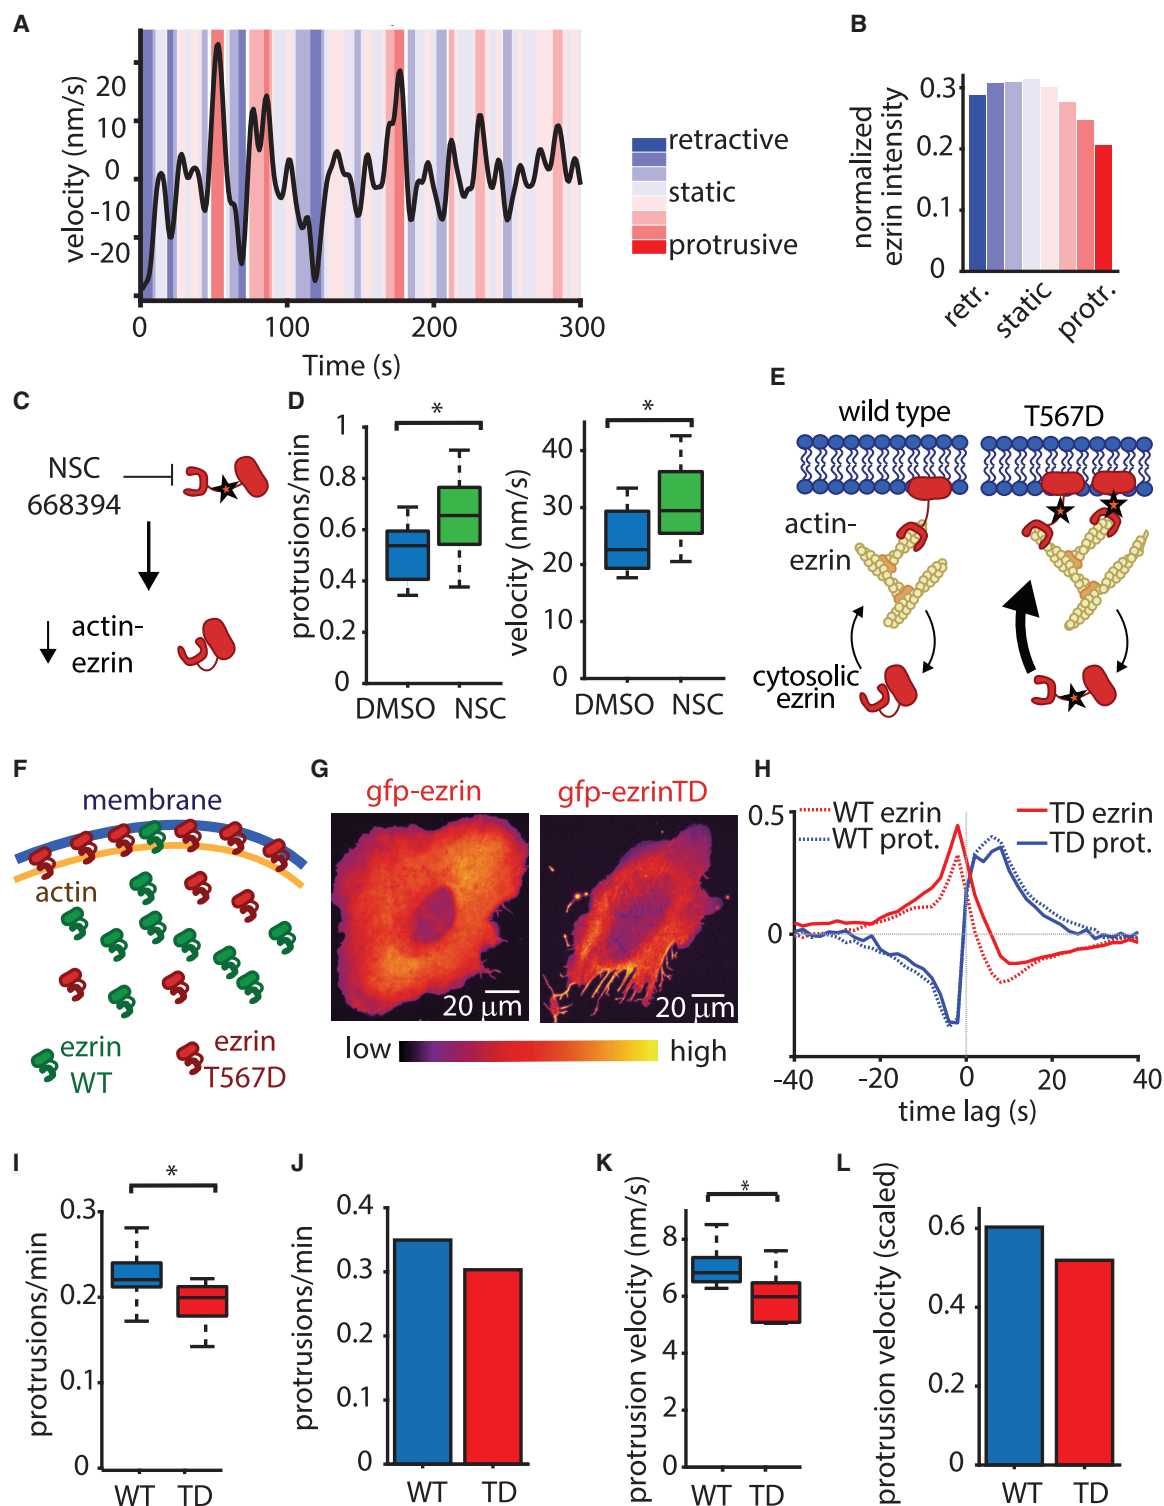 A
velocity (nm/s)
20
10
0
-10
-20
0
100
200
300
Time (s)
retractive
static
protrusive
B
normalized
ezrin intensity
0.3
0.2
0.1
0
retr.
static
protr.
C
NSC
668394
actin-
ezrin
D
protrusions/min
1
0.8
0.6
0.4
0.2
0
*
DMSO
NSC
velocity (nm/s)
40
30
20
10
0
*
DMSO
NSC
E
wild type
T567D
actin-
ezrin
cytosolic
ezrin
F
membrane
actin
ezrin
WT
ezrin
T567D
G
gfp-ezrin
gfp-ezrinTD
20 µm
20 µm
low
high
H
0.5
0
WT ezrin
WT prot.
TD ezrin
TD prot.
-40
-20
0
20
40
time lag (s)
I
protrusions/min
0.3
0.2
0.1
0
*
WT
TD
J
protrusions/min
0.4
0.3
0.2
0.1
0
WT
TD
K
protrusion velocity (nm/s)
8
6
4
2
0
*
WT
TD
L
protrusion velocity (scaled)
0.6
0.4
0.2
0
WT
TD